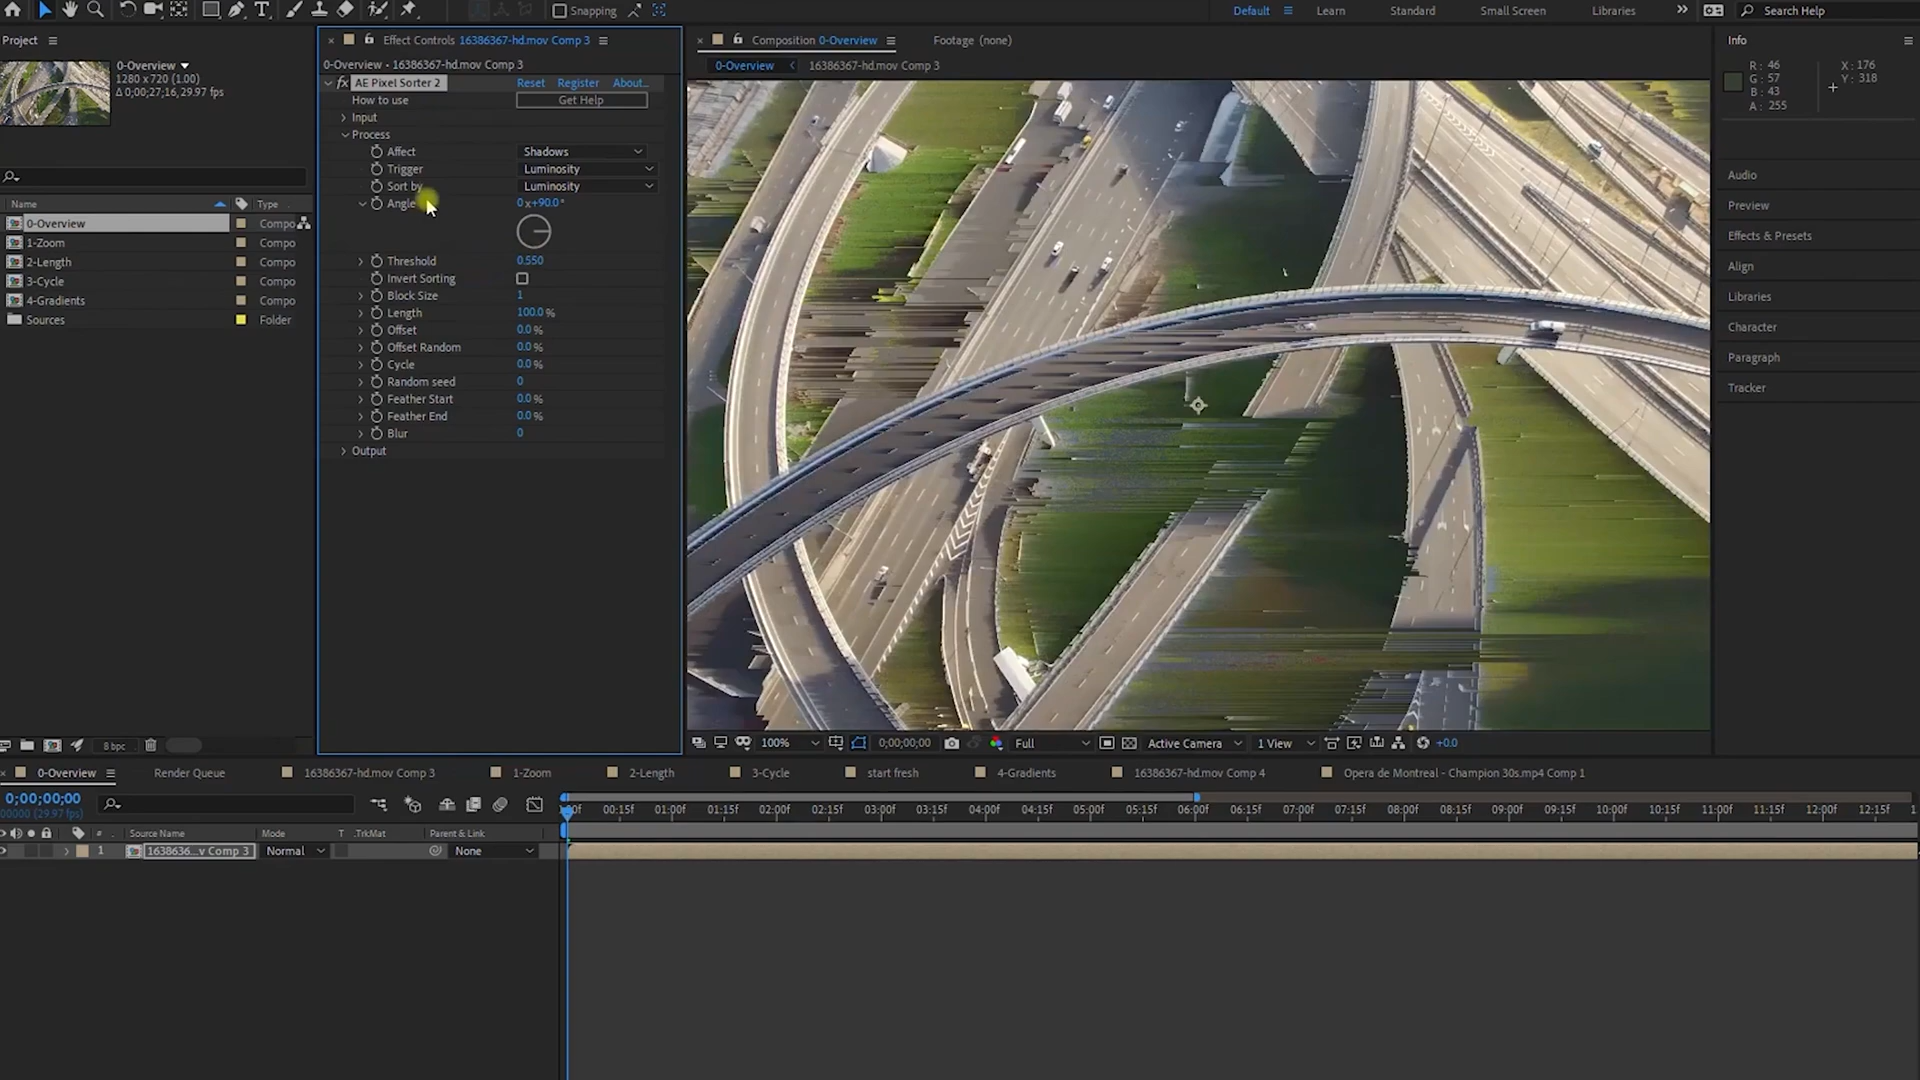 Snapping
Default
Learn
Standard
Small Screen
Libraries
Search Help
Project
0-Overview
1280 x 720 (1.00)
Δ 0;00;27;16, 29.97 fps
Name Type
0-Overview Compo
1-Zoom Compo
2-Length Compo
3-Cycle Compo
4-Gradients Compo
Sources Folder
8 bpc
Effect Controls 16386367-hd.mov Comp 3
0-Overview • 16386367-hd.mov Comp 3
fx AE Pixel Sorter 2 Reset Register About...
How to use Get Help
Input
Process
Affect Shadows
Trigger Luminosity
Sort by Luminosity
Angle 0x+90.0°
Threshold 0.550
Invert Sorting
Block Size 1
Length 100.0 %
Offset 0.0 %
Offset Random 0.0 %
Cycle 0.0 %
Random seed 0
Feather Start 0.0 %
Feather End 0.0 %
Blur 0
Output
Composition 0-Overview
Footage (none)
0-Overview 16386367-hd.mov Comp 3
100% 0;00;00;00 Full Active Camera 1 View +0.0
Info
R: 46 X: 176
G: 57 Y: 318
B: 43
A: 255
Audio
Preview
Effects & Presets
Align
Libraries
Character
Paragraph
Tracker
0-Overview Render Queue 16386367-hd.mov Comp 3 1-Zoom 2-Length 3-Cycle start fresh 4-Gradients 16386367-hd.mov Comp 4 Opera de Montreal - Champion 30s.mp4 Comp 1
0;00;00;00
00000 (29.97 fps)
00:15f 01:00f 01:15f 02:00f 02:15f 03:00f 03:15f 04:00f 04:15f 05:00f 05:15f 06:00f 06:15f 07:00f 07:15f 08:00f 08:15f 09:00f 09:15f 10:00f 10:15f 11:00f 11:15f 12:00f 12:15f
# Source Name Mode T .TrkMat Parent & Link
1 1638636...v Comp 3 Normal None